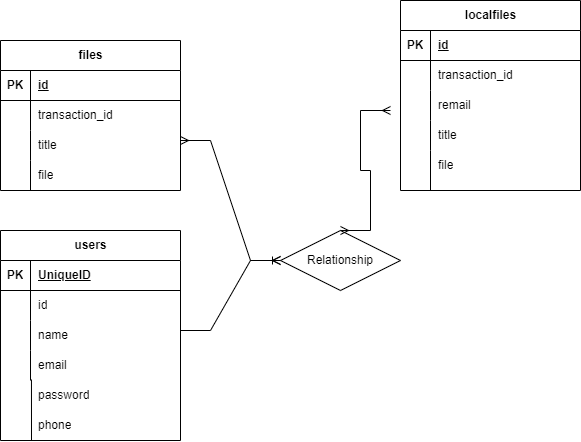 files
PK id
transaction_id
title
file
users
PK UniqueID
id
name
email
password
phone
Relationship
localfiles
PK id
transaction_id
remail
title
file